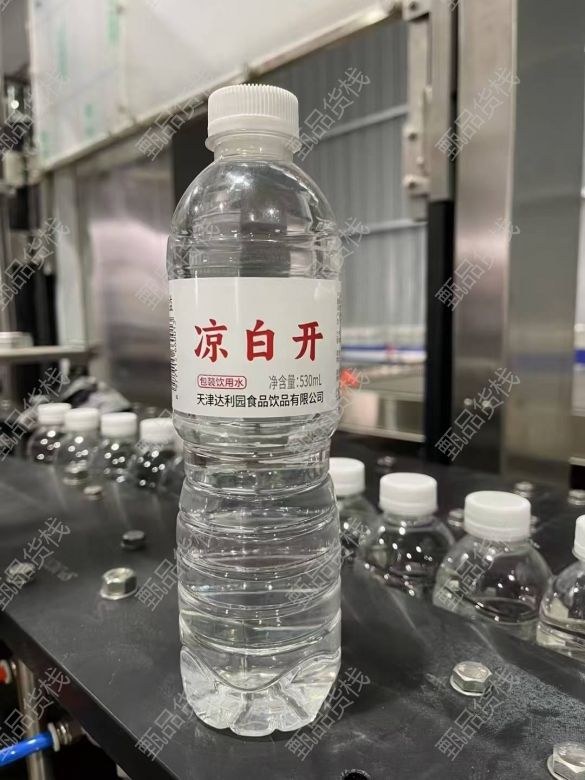 凉白开
包装饮用水
净含量:530mL
天津达利园食品饮品有限公司
甄品货栈